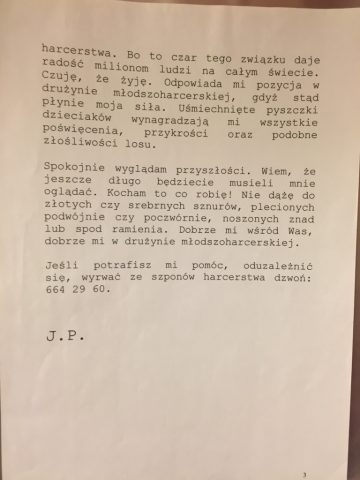 harcerstwa. Bo to czar tego związku daje
radość milionom ludzi na całym świecie.
Czuję, że żyję. Odpowiada mi pozycja w
drużynie młodszoharcerskiej, gdyż stąd
płynie moja siła. Uśmiechnięte pyszczki
dzieciaków wynagradzają mi wszystkie
poświęcenia, przykrości oraz podobne
złośliwości losu.
Spokojnie wyglądam przyszłości. Wiem, że
jeszcze długo będziecie musieli mnie
oglądać. Kocham to co robię! Nie dążę do
złotych czy srebrnych sznurów, plecionych
podwójnie czy poczwórnie, noszonych znad
lub spod ramienia. Dobrze mi wśród Was,
dobrze mi w drużynie młodszoharcerskiej.
Jeśli potrafisz mi pomóc, oduzależnić
się, wyrwać ze szponów harcerstwa dzwoń:
664 29 60.
J.P.
3